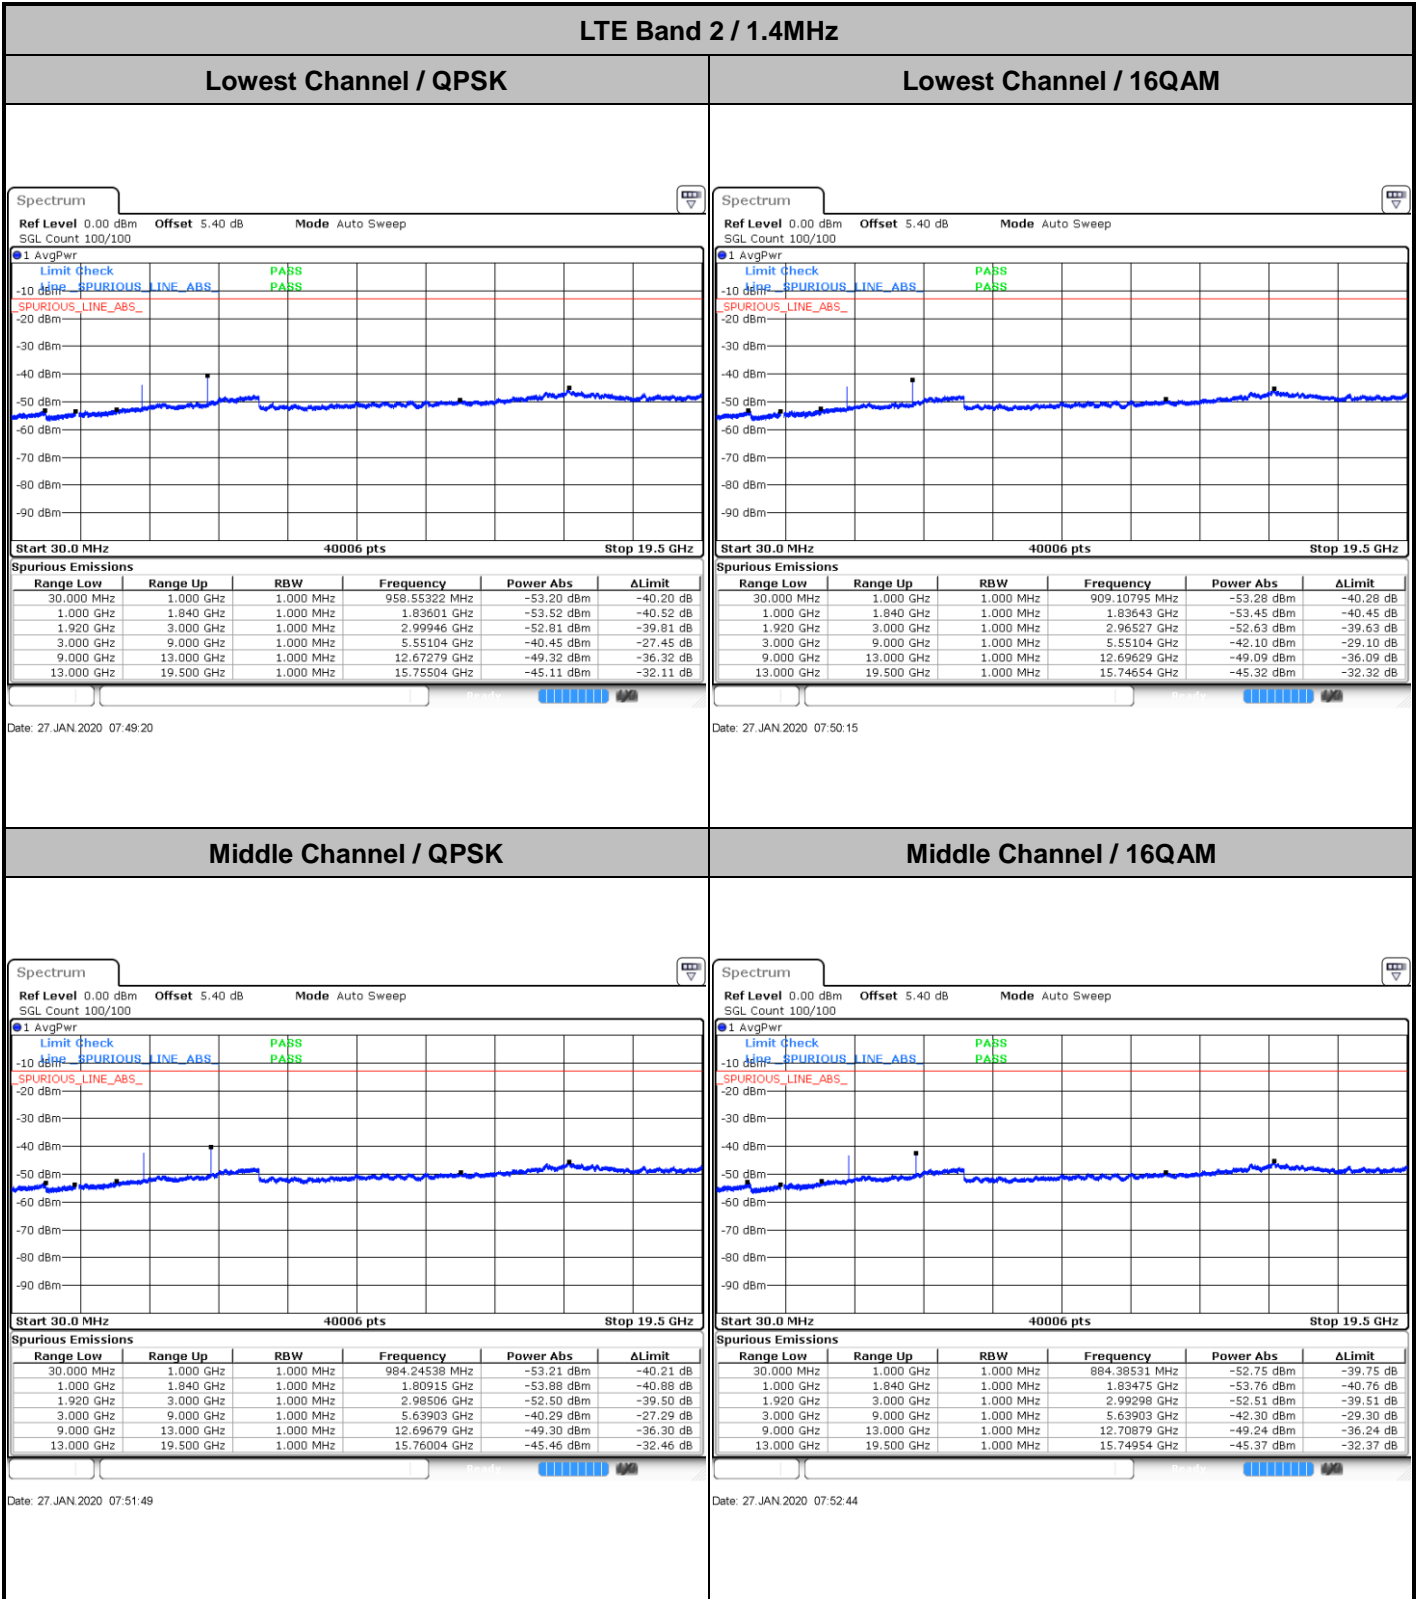 LTE Band 2 / 1.4MHz
Lowest Channel / QPSK
Lowest Channel / 16QAM
Spectrum
Ref Level 0.00 dBm Offset 5.40 dB Mode Auto Sweep
SGL Count 100/100
1 AvgPwr
Limit Check PASS
Line _SPURIOUS_LINE_ABS_ PASS
_SPURIOUS_LINE_ABS_
-10 dBm
-20 dBm
-30 dBm
-40 dBm
-50 dBm
-60 dBm
-70 dBm
-80 dBm
-90 dBm
Start 30.0 MHz 40006 pts Stop 19.5 GHz
Spurious Emissions
Range Low Range Up RBW Frequency Power Abs ΔLimit
30.000 MHz 1.000 GHz 1.000 MHz 958.55322 MHz -53.20 dBm -40.20 dB
1.000 GHz 1.840 GHz 1.000 MHz 1.83601 GHz -53.52 dBm -40.52 dB
1.920 GHz 3.000 GHz 1.000 MHz 2.99946 GHz -52.81 dBm -39.81 dB
3.000 GHz 9.000 GHz 1.000 MHz 5.55104 GHz -40.45 dBm -27.45 dB
9.000 GHz 13.000 GHz 1.000 MHz 12.67279 GHz -49.32 dBm -36.32 dB
13.000 GHz 19.500 GHz 1.000 MHz 15.75504 GHz -45.11 dBm -32.11 dB
Ready
Date: 27.JAN.2020 07:49:20
Spectrum
Ref Level 0.00 dBm Offset 5.40 dB Mode Auto Sweep
SGL Count 100/100
1 AvgPwr
Limit Check PASS
Line _SPURIOUS_LINE_ABS_ PASS
_SPURIOUS_LINE_ABS_
-10 dBm
-20 dBm
-30 dBm
-40 dBm
-50 dBm
-60 dBm
-70 dBm
-80 dBm
-90 dBm
Start 30.0 MHz 40006 pts Stop 19.5 GHz
Spurious Emissions
Range Low Range Up RBW Frequency Power Abs ΔLimit
30.000 MHz 1.000 GHz 1.000 MHz 909.10795 MHz -53.28 dBm -40.28 dB
1.000 GHz 1.840 GHz 1.000 MHz 1.83643 GHz -53.45 dBm -40.45 dB
1.920 GHz 3.000 GHz 1.000 MHz 2.96527 GHz -52.63 dBm -39.63 dB
3.000 GHz 9.000 GHz 1.000 MHz 5.55104 GHz -42.10 dBm -29.10 dB
9.000 GHz 13.000 GHz 1.000 MHz 12.69629 GHz -49.09 dBm -36.09 dB
13.000 GHz 19.500 GHz 1.000 MHz 15.74654 GHz -45.32 dBm -32.32 dB
Ready
Date: 27.JAN.2020 07:50:15
Middle Channel / QPSK
Middle Channel / 16QAM
Spectrum
Ref Level 0.00 dBm Offset 5.40 dB Mode Auto Sweep
SGL Count 100/100
1 AvgPwr
Limit Check PASS
Line _SPURIOUS_LINE_ABS_ PASS
_SPURIOUS_LINE_ABS_
-10 dBm
-20 dBm
-30 dBm
-40 dBm
-50 dBm
-60 dBm
-70 dBm
-80 dBm
-90 dBm
Start 30.0 MHz 40006 pts Stop 19.5 GHz
Spurious Emissions
Range Low Range Up RBW Frequency Power Abs ΔLimit
30.000 MHz 1.000 GHz 1.000 MHz 984.24538 MHz -53.21 dBm -40.21 dB
1.000 GHz 1.840 GHz 1.000 MHz 1.80915 GHz -53.88 dBm -40.88 dB
1.920 GHz 3.000 GHz 1.000 MHz 2.98506 GHz -52.50 dBm -39.50 dB
3.000 GHz 9.000 GHz 1.000 MHz 5.63903 GHz -40.29 dBm -27.29 dB
9.000 GHz 13.000 GHz 1.000 MHz 12.69679 GHz -49.30 dBm -36.30 dB
13.000 GHz 19.500 GHz 1.000 MHz 15.76004 GHz -45.46 dBm -32.46 dB
Ready
Date: 27.JAN.2020 07:51:49
Spectrum
Ref Level 0.00 dBm Offset 5.40 dB Mode Auto Sweep
SGL Count 100/100
1 AvgPwr
Limit Check PASS
Line _SPURIOUS_LINE_ABS_ PASS
_SPURIOUS_LINE_ABS_
-10 dBm
-20 dBm
-30 dBm
-40 dBm
-50 dBm
-60 dBm
-70 dBm
-80 dBm
-90 dBm
Start 30.0 MHz 40006 pts Stop 19.5 GHz
Spurious Emissions
Range Low Range Up RBW Frequency Power Abs ΔLimit
30.000 MHz 1.000 GHz 1.000 MHz 884.38531 MHz -52.75 dBm -39.75 dB
1.000 GHz 1.840 GHz 1.000 MHz 1.83475 GHz -53.76 dBm -40.76 dB
1.920 GHz 3.000 GHz 1.000 MHz 2.99298 GHz -52.51 dBm -39.51 dB
3.000 GHz 9.000 GHz 1.000 MHz 5.63903 GHz -42.30 dBm -29.30 dB
9.000 GHz 13.000 GHz 1.000 MHz 12.70879 GHz -49.24 dBm -36.24 dB
13.000 GHz 19.500 GHz 1.000 MHz 15.74954 GHz -45.37 dBm -32.37 dB
Ready
Date: 27.JAN.2020 07:52:44